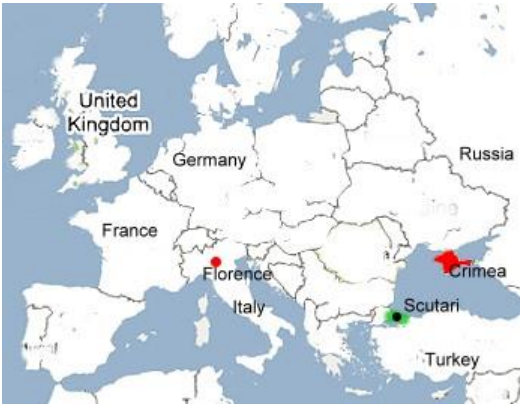 United
Kingdom
Germany
Russia
France
Florence
Crimea
Italy
Scutari
Turkey